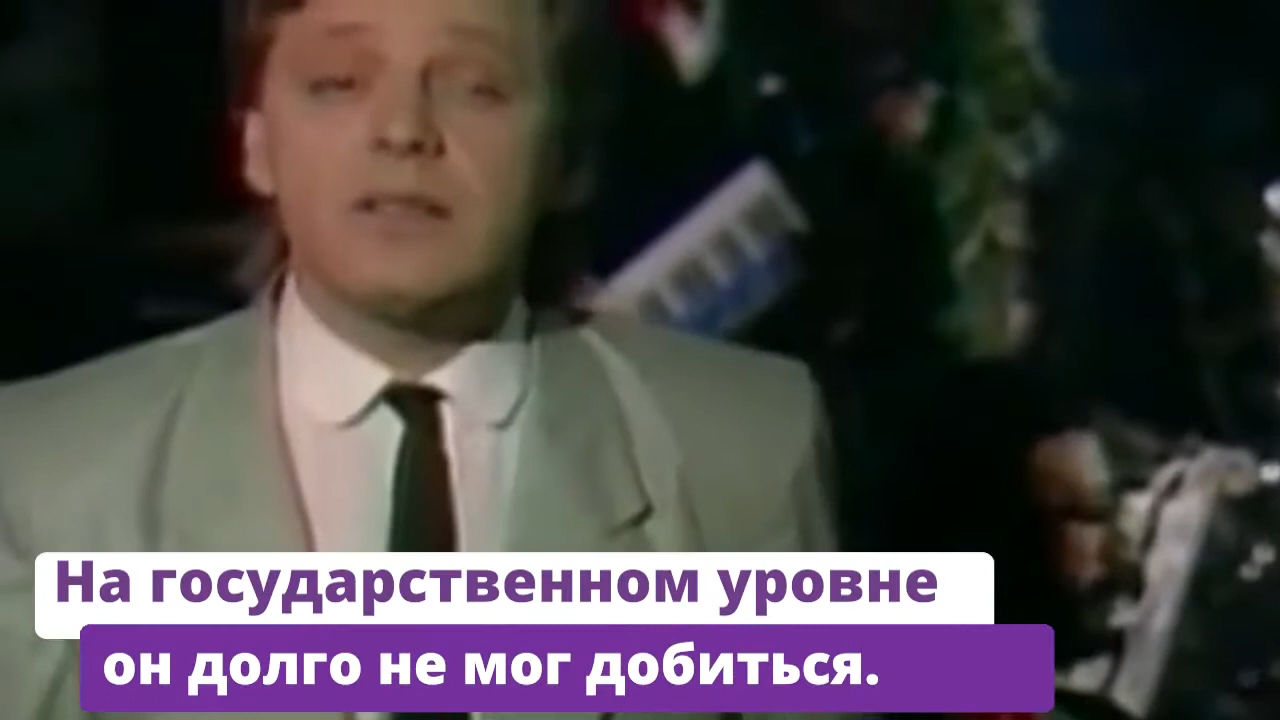 На государственном уровне
он долго не мог добиться.